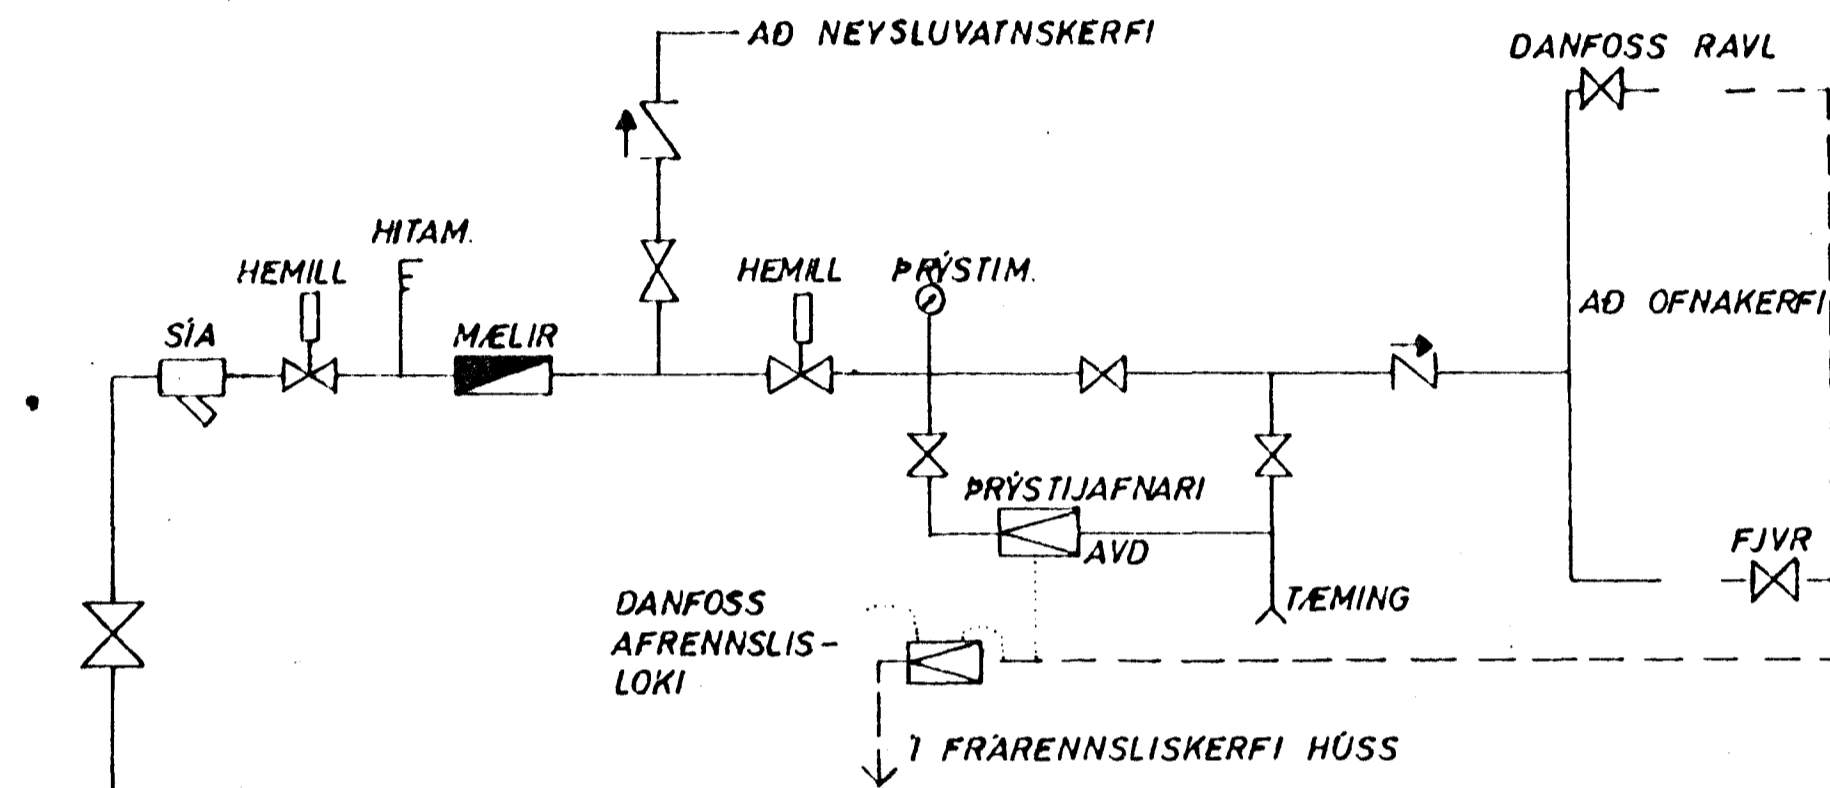 AÐ NEYSLUVATNSKERFI
DANFOSS RAVL
HITAM.
HEMILL
HEMILL
ÞRÝSTIM.
AÐ OFNAKERFI
SÍA
MÆLIR
ÞRÝSTIJAFNARI
AVD
FJVR
TÆMING
DANFOSS
AFRENNSLIS-
LOKI
Í FRÁRENNSLISKERFI HÚSS